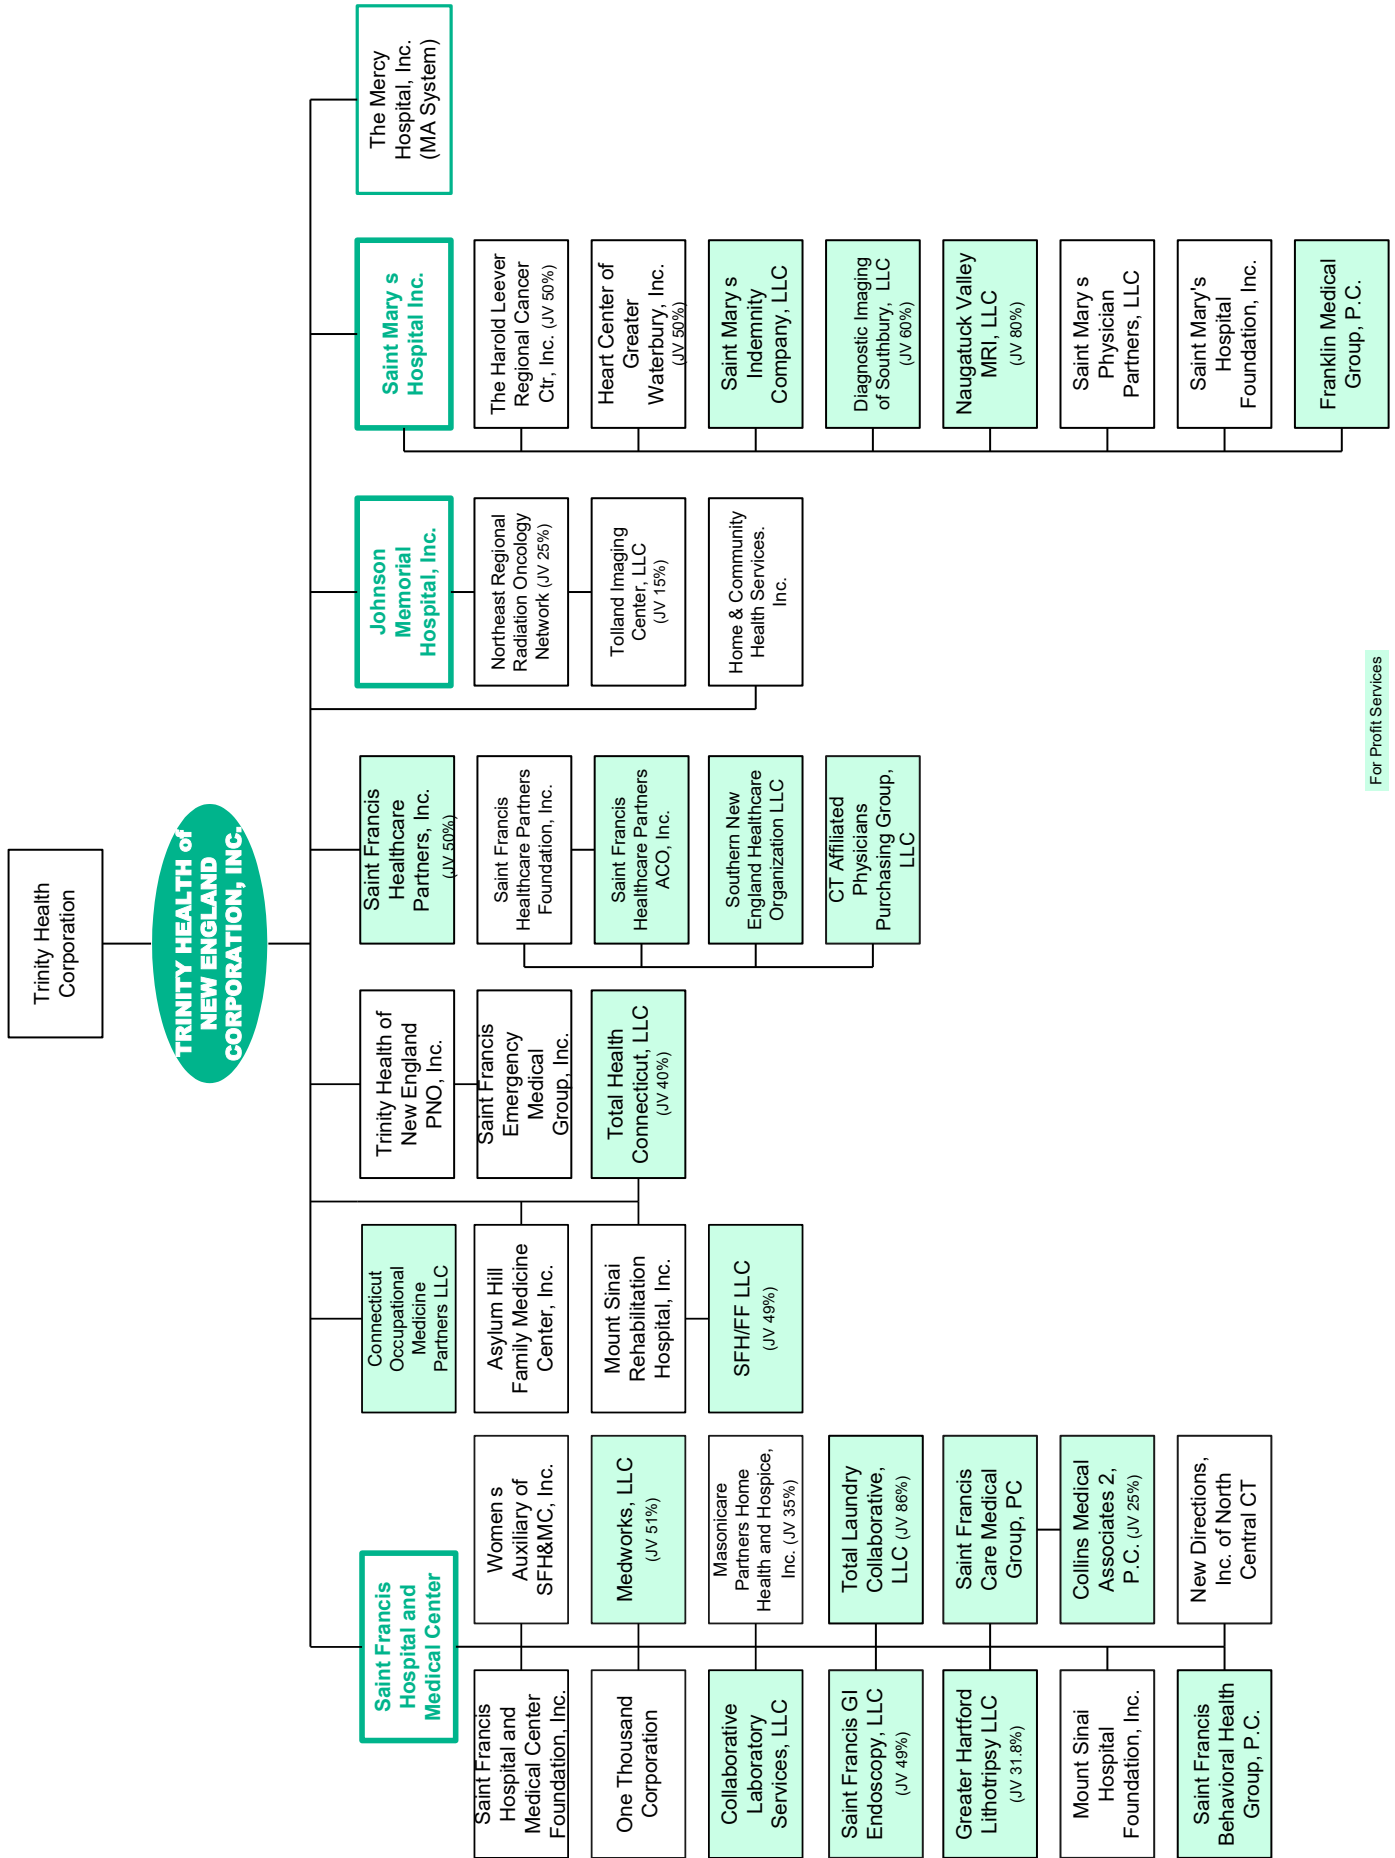 Trinity Health
Corporation
TRINITY HEALTH of
NEW ENGLAND
CORPORATION, INC.
Saint Francis
Hospital and
Medical Center
Saint Francis
Hospital and
Medical Center
Foundation, Inc.
Women s
Auxiliary of
SFH&MC, Inc.
One Thousand
Corporation
Medworks, LLC
(JV 51%)
Collaborative
Laboratory
Services, LLC
Masonicare
Partners Home
Health and Hospice,
Inc. (JV 35%)
Saint Francis GI
Endoscopy, LLC
(JV 49%)
Total Laundry
Collaborative,
LLC (JV 86%)
Greater Hartford
Lithotripsy LLC
(JV 31.8%)
Saint Francis
Care Medical
Group, PC
Mount Sinai
Hospital
Foundation, Inc.
Collins Medical
Associates 2,
P.C. (JV 25%)
Saint Francis
Behavioral Health
Group, P.C.
New Directions,
Inc. of North
Central CT
Connecticut
Occupational
Medicine
Partners LLC
Asylum Hill
Family Medicine
Center, Inc.
Mount Sinai
Rehabilitation
Hospital, Inc.
SFH/FF LLC
(JV 49%)
Trinity Health of
New England
PNO, Inc.
Saint Francis
Emergency
Medical
Group, Inc.
Total Health
Connecticut, LLC
(JV 40%)
Saint Francis
Healthcare
Partners, Inc.
(JV 50%)
Saint Francis
Healthcare Partners
Foundation, Inc.
Saint Francis
Healthcare Partners
ACO, Inc.
Southern New
England Healthcare
Organization LLC
CT Affiliated
Physicians
Purchasing Group,
LLC
Johnson
Memorial
Hospital, Inc.
Northeast Regional
Radiation Oncology
Network (JV 25%)
Tolland Imaging
Center, LLC
(JV 15%)
Home & Community
Health Services.
Inc.
Saint Mary s
Hospital Inc.
The Harold Leever
Regional Cancer
Ctr, Inc. (JV 50%)
Heart Center of
Greater
Waterbury, Inc.
(JV 50%)
Saint Mary s
Indemnity
Company, LLC
Diagnostic Imaging
of Southbury, LLC
(JV 60%)
Naugatuck Valley
MRI, LLC
(JV 80%)
Saint Mary s
Physician
Partners, LLC
Saint Mary's
Hospital
Foundation, Inc.
Franklin Medical
Group, P.C.
The Mercy
Hospital, Inc.
(MA System)
For Profit Services